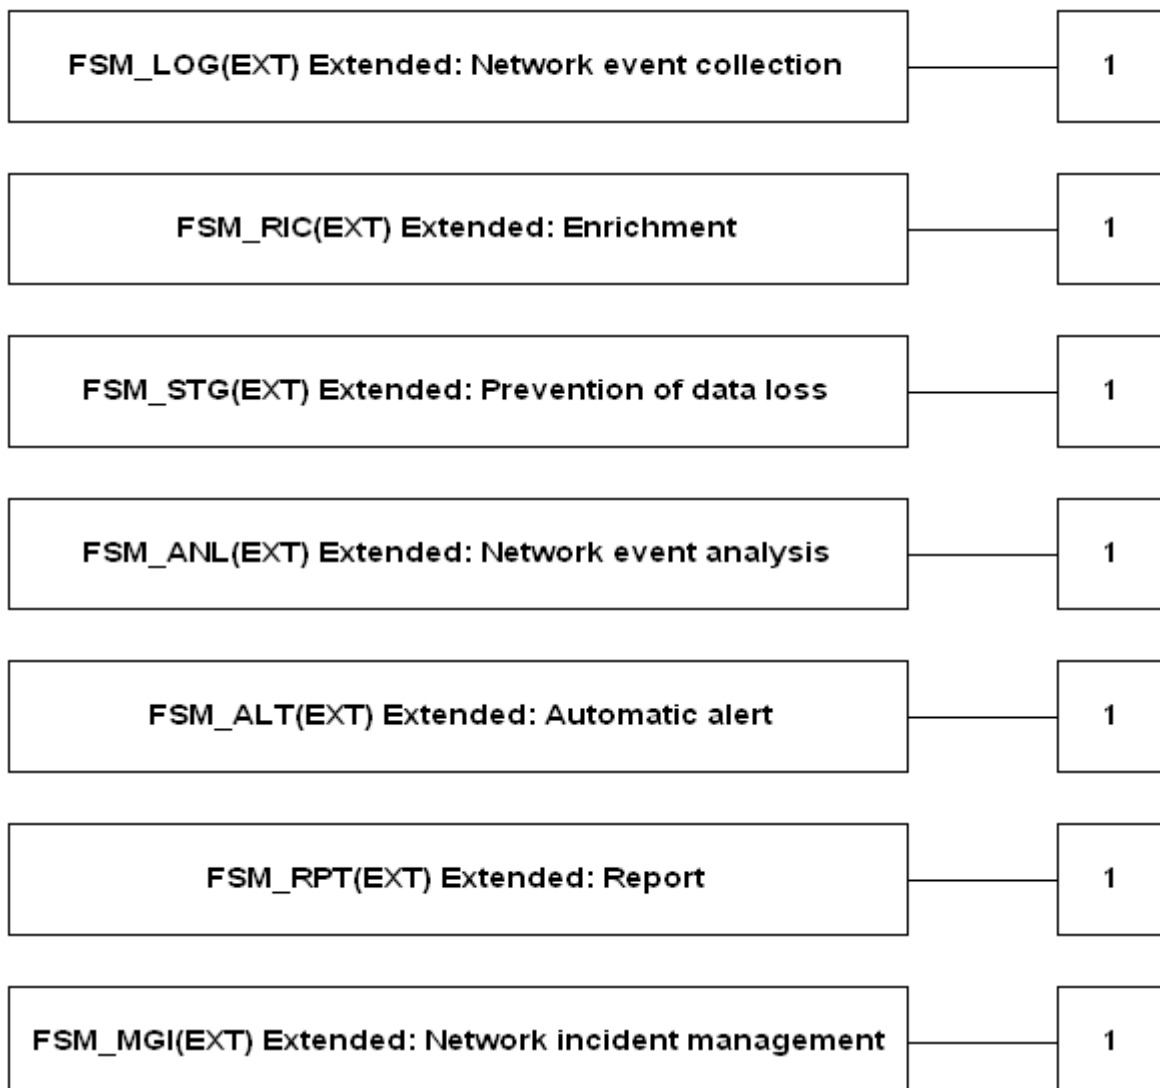 FSM_LOG(EXT) Extended: Network event collection 1
FSM_RIC(EXT) Extended: Enrichment 1
FSM_STG(EXT) Extended: Prevention of data loss 1
FSM_ANL(EXT) Extended: Network event analysis 1
FSM_ALT(EXT) Extended: Automatic alert 1
FSM_RPT(EXT) Extended: Report 1
FSM_MGI(EXT) Extended: Network incident management 1